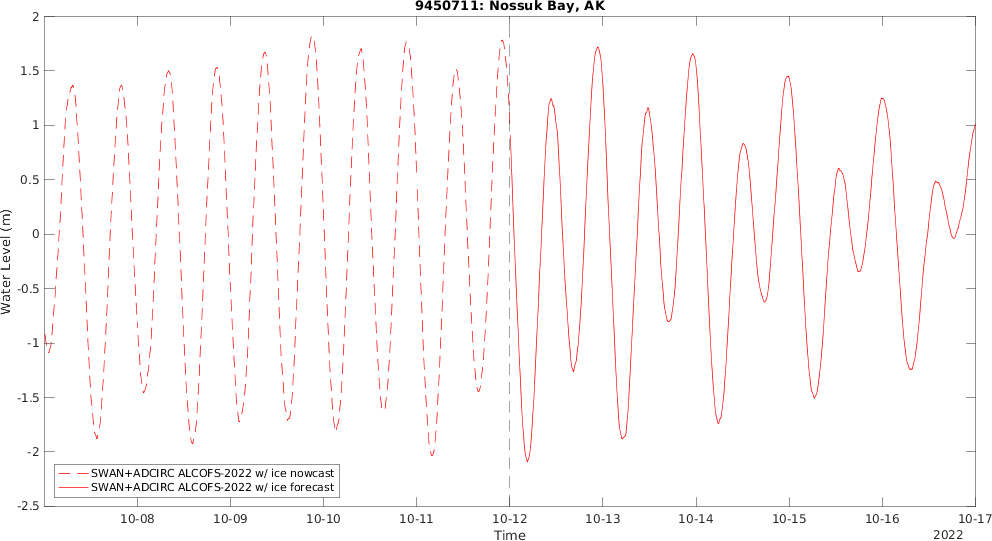 9450711: Nossuk Bay, AK
2
1.5
1
0.5
0
-0.5
-1
-1.5
-2
-2.5
Water Level (m)
SWAN+ADCIRC ALCOFS-2022 w/ ice nowcast
SWAN+ADCIRC ALCOFS-2022 w/ ice forecast
10-08 10-09 10-10 10-11 10-12 10-13 10-14 10-15 10-16 10-17
Time
2022